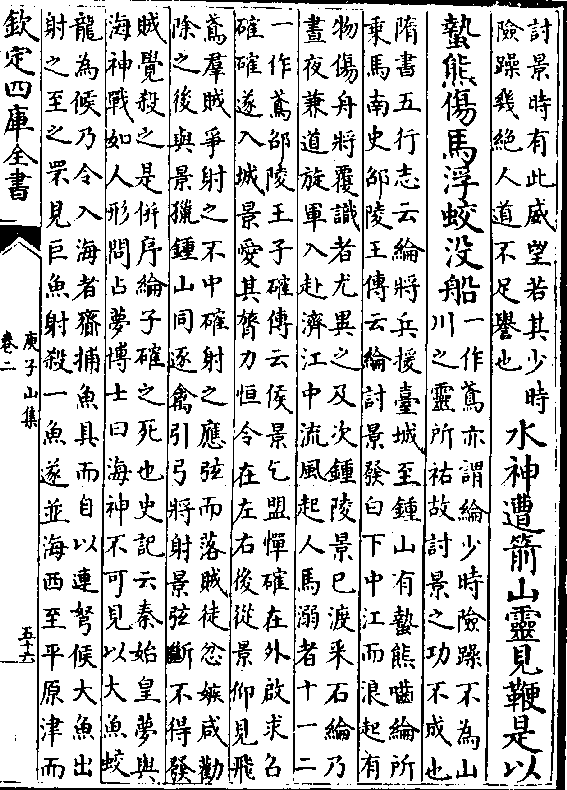 討景時有此威望若其少時
險躁㡬絶人道不足譽也
水神遭箭山靈見鞭是以
蟄熊傷馬浮蛟没船
一作鳶亦謂綸少時險躁不為山
川之靈所祐故討景之功不成也
隋書五行志云綸將兵援臺城至鍾山有蟄熊嚙綸所
乗馬南史邵陵王傳云綸討景發白下中江而浪起有
物傷舟將覆識者尤異之及次鍾陵景已渡采石綸乃
晝夜兼道旋軍入赴濟江中流風起人馬溺者十一二
一作鳶邵陵王子確傳云侯景乞盟憚確在外啟求召
確確遂入城景愛其膂力恒令在左右後從景仰見飛
鳶羣賊爭射之不中確射之應弦而落賊徒忿嫉咸勸
除之後與景獵鍾山同逐禽引弓將射景弦斷不得發
賊覺殺之是併序綸子確之死也史記云秦始皇夢與
海神戰如人形問占夢博士曰海神不可見以大魚蛟
龍為候乃令入海者齎捕魚具而自以連弩候大魚出
射之至之罘見巨魚射殺一魚遂並海西至平原津而
欽定四庫全書
庾子山集
卷二
五十六